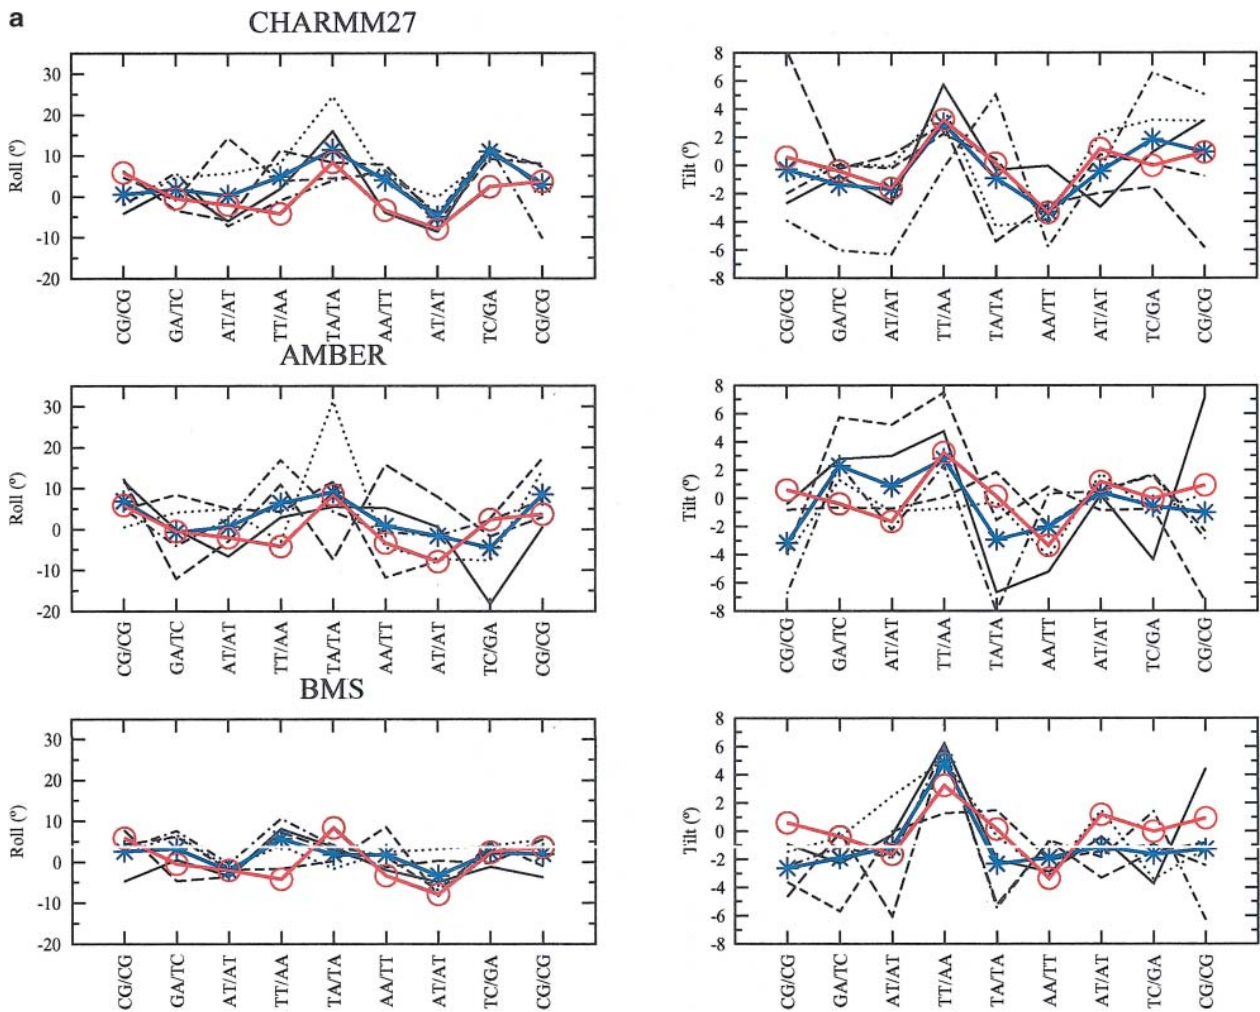 a
CHARMM27
30
20
10
0
-10
-20
Roll (º)
CG/CG
GA/TC
AT/AT
TT/AA
TA/TA
AA/TT
AT/AT
TC/GA
CG/CG
8
6
4
2
0
-2
-4
-6
-8
Tilt (º)
CG/CG
GA/TC
AT/AT
TT/AA
TA/TA
AA/TT
AT/AT
TC/GA
CG/CG
AMBER
30
20
10
0
-10
-20
Roll (º)
CG/CG
GA/TC
AT/AT
TT/AA
TA/TA
AA/TT
AT/AT
TC/GA
CG/CG
8
6
4
2
0
-2
-4
-6
-8
Tilt (º)
CG/CG
GA/TC
AT/AT
TT/AA
TA/TA
AA/TT
AT/AT
TC/GA
CG/CG
BMS
30
20
10
0
-10
-20
Roll (º)
CG/CG
GA/TC
AT/AT
TT/AA
TA/TA
AA/TT
AT/AT
TC/GA
CG/CG
8
6
4
2
0
-2
-4
-6
-8
Tilt (º)
CG/CG
GA/TC
AT/AT
TT/AA
TA/TA
AA/TT
AT/AT
TC/GA
CG/CG